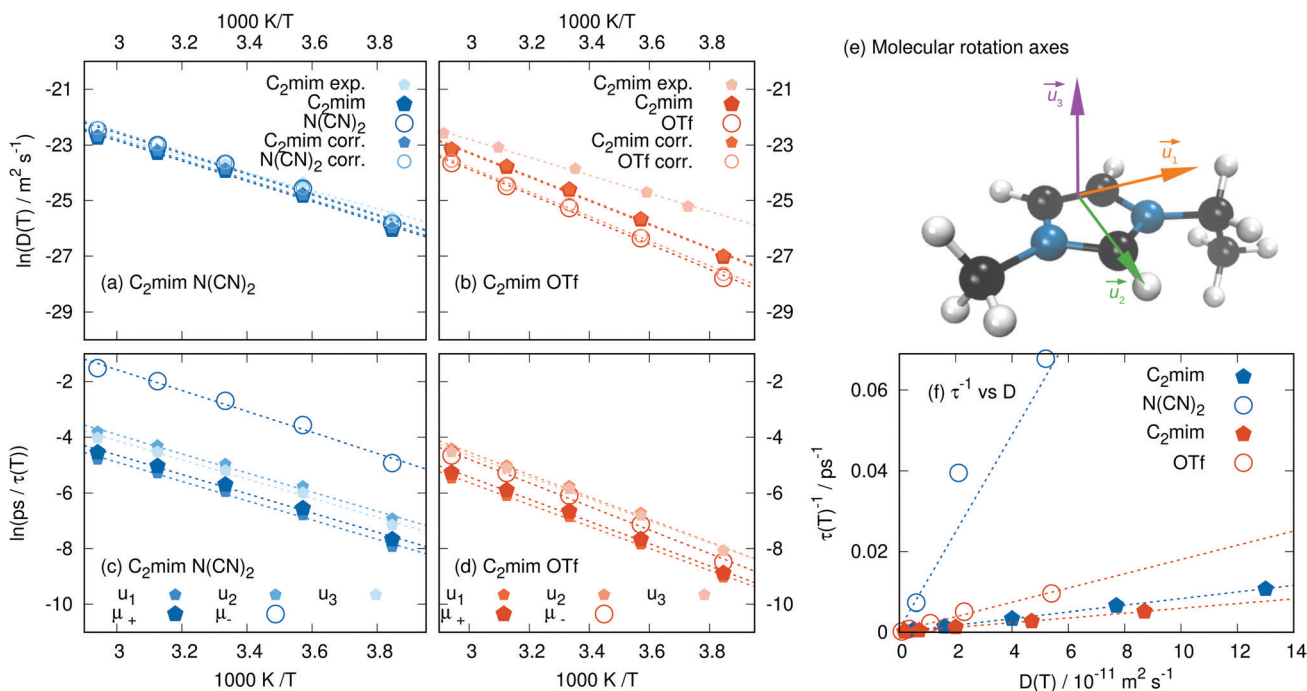 1000 K/T
1000 K/T
3 3.2 3.4 3.6 3.8
3 3.2 3.4 3.6 3.8
(e) Molecular rotation axes
ln(D(T) / m² s⁻¹)
-21
-23
-25
-27
-29
C₂mim exp.
C₂mim
N(CN)₂
C₂mim corr.
N(CN)₂ corr.
(a) C₂mim N(CN)₂
C₂mim exp.
C₂mim
OTf
C₂mim corr.
OTf corr.
(b) C₂mim OTf
-21
-23
-25
-27
-29
u₃
u₁
u₂
ln(ps / τ(T))
-2
-4
-6
-8
-10
(c) C₂mim N(CN)₂
u₁ u₂ u₃
μ₊ μ₋
(d) C₂mim OTf
u₁ u₂ u₃
μ₊ μ₋
-2
-4
-6
-8
-10
3 3.2 3.4 3.6 3.8
3 3.2 3.4 3.6 3.8
1000 K/T
1000 K/T
τ(T)⁻¹ / ps⁻¹
0.06
0.04
0.02
0
(f) τ⁻¹ vs D
C₂mim
N(CN)₂
C₂mim
OTf
0 2 4 6 8 10 12 14
D(T) / 10⁻¹¹ m² s⁻¹